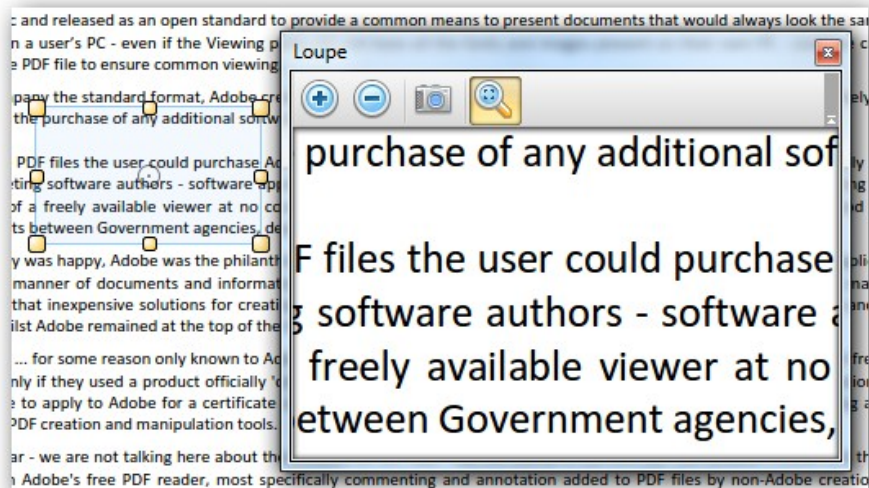 c and released as an open standard to provide a common means to present documents that would always look the sa
n a user's PC - even if the Viewing p
e PDF file to ensure common viewing
pany the standard format, Adobe cre
the purchase of any additional softw
PDF files the user could purchase Ad
ting software authors - software app
of a freely available viewer at no co
ts between Government agencies, de
y was happy, Adobe was the philanth
manner of documents and informat
that inexpensive solutions for creati
ilst Adobe remained at the top of the
... for some reason only known to Ad
nly if they used a product officially 'c
e to apply to Adobe for a certificate
PDF creation and manipulation tools.
ar - we are not talking here about the
n Adobe's free PDF reader, most specifically commenting and annotation added to PDF files by non-Adobe creatio
Loupe
purchase of any additional sof
F files the user could purchase
g software authors - software a
freely available viewer at no
etween Government agencies,